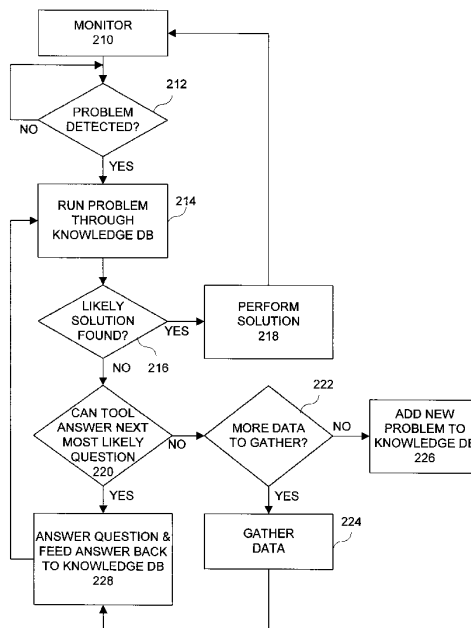 MONITOR
210
212
PROBLEM
DETECTED?
NO
YES
214
RUN PROBLEM
THROUGH
KNOWLEDGE DB
LIKELY
SOLUTION
FOUND?
YES
216
NO
PERFORM
SOLUTION
218
CAN TOOL
ANSWER NEXT
MOST LIKELY
QUESTION
220
NO
YES
222
MORE DATA
TO GATHER?
NO
YES
ADD NEW
PROBLEM TO
KNOWLEDGE DB
226
ANSWER QUESTION &
FEED ANSWER BACK
TO KNOWLEDGE DB
228
224
GATHER
DATA